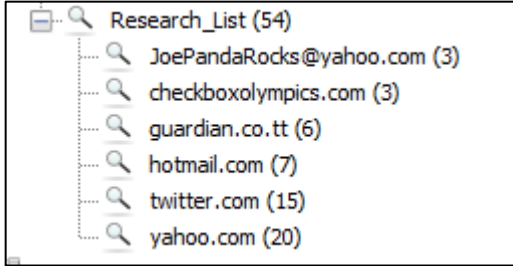 Research_List (54)
JoePandaRocks@yahoo.com (3)
checkboxolympics.com (3)
guardian.co.tt (6)
hotmail.com (7)
twitter.com (15)
yahoo.com (20)